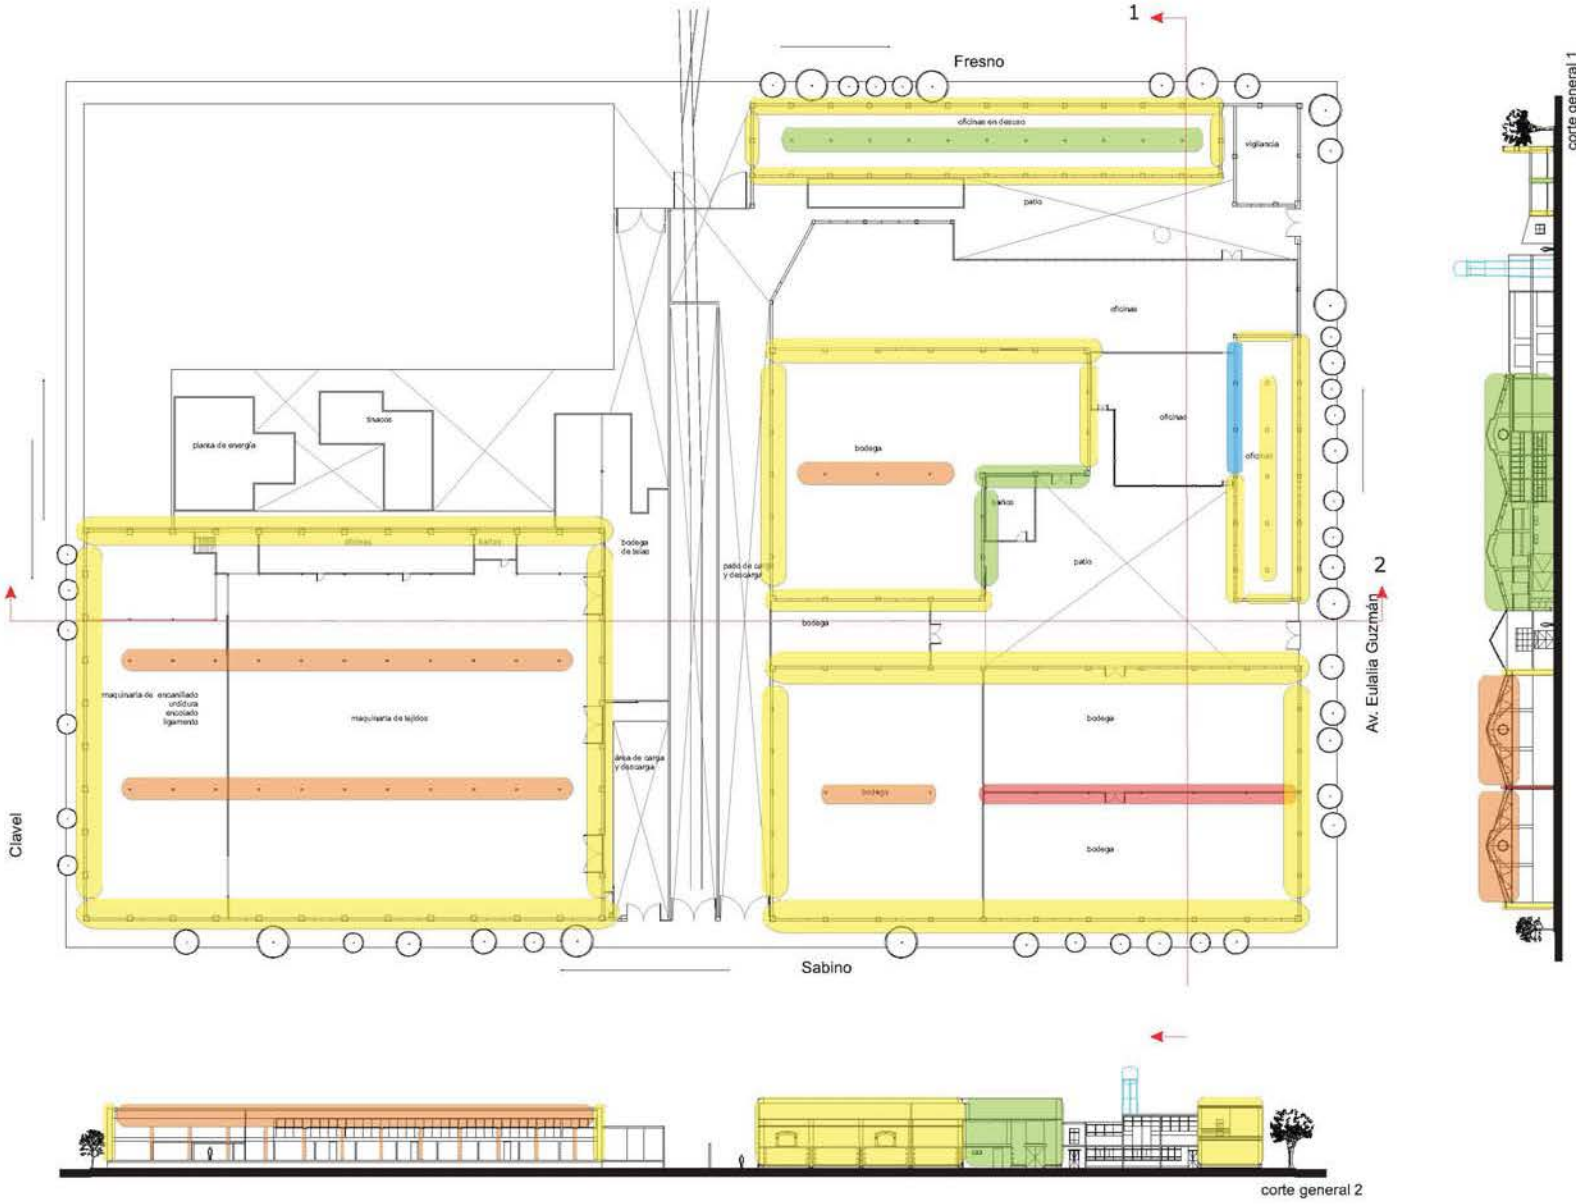 1
Fresno
corte general 1
oficinas en desuso
vigilancia
patio
oficinas
tinacos
planta de energía
bodega
oficinas
baños
oficinas
baños
bodega
de telas
patio de carga
y descarga
patio
2
bodega
Av. Eulalia Guzmán
maquinaria de encanillado
urdidura
encolado
ligamento
maquinaria de tejidos
bodega
área de carga
y descarga
bodega
bodega
Clavel
Sabino
corte general 2